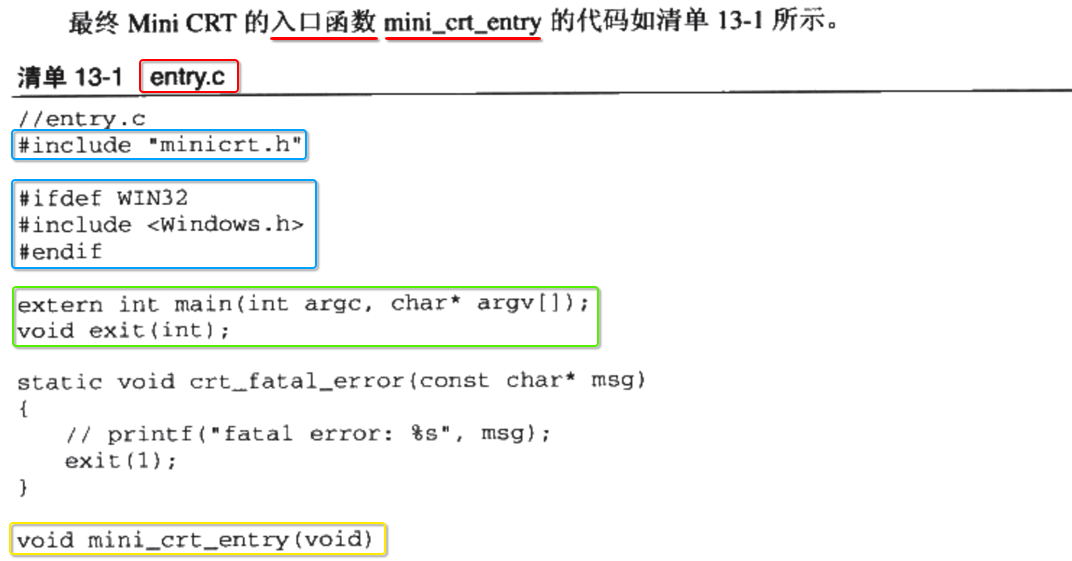 最终 Mini CRT 的入口函数 mini_crt_entry 的代码如清单 13-1 所示。
清单 13-1 entry.c
//entry.c
#include "minicrt.h"
#ifdef WIN32
#include <Windows.h>
#endif
extern int main(int argc, char* argv[]);
void exit(int);
static void crt_fatal_error(const char* msg)
{
// printf("fatal error: %s", msg);
exit(1);
}
void mini_crt_entry(void)